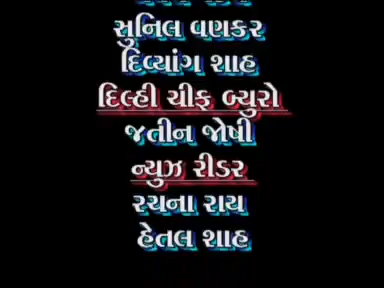 સુનિલ વણકર
દિવ્યાંગ શાહ
દિલ્હી ચીફ બ્યુરો
જતીન જોષી
ન્યુઝ રીડર
રચના રાય
હેતલ શાહ